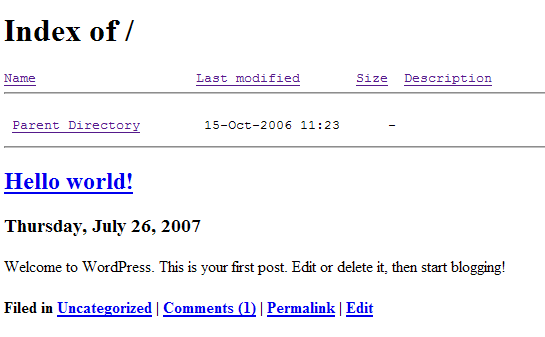 Index of /
Name Last modified Size Description
Parent Directory 15-Oct-2006 11:23 -
Hello world!
Thursday, July 26, 2007
Welcome to WordPress. This is your first post. Edit or delete it, then start blogging!
Filed in Uncategorized | Comments (1) | Permalink | Edit